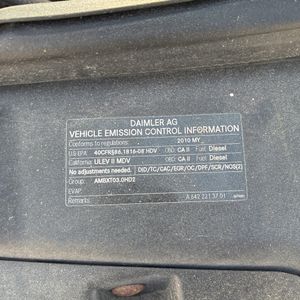 DAIMLER AG
VEHICLE EMISSION CONTROL INFORMATION
Conforms to regulations: 2010 MY
US EPA: 40CFR§86.1816-08 HDV OBD: CA II Fuel: Diesel
California: ULEV II MDV OBD: CA II Fuel: Diesel
No adjustments needed. DID/TC/CAC/EGR/OC/DPF/SCR/NOS(2)
Group: AMBXT03.0HD2
EVAP:
Remarks: A 642 221 37 01